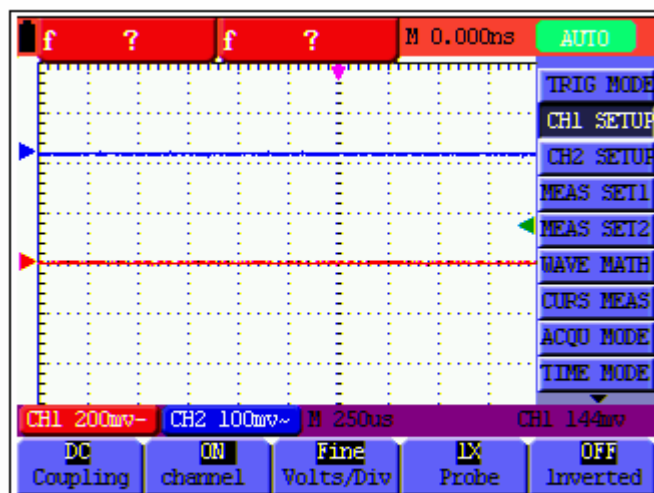 f ? f ? M 0.000ns AUTO
TRIG MODE
CH1 SETUP
CH2 SETUP
MEAS SET1
MEAS SET2
WAVE MATH
CURS MEAS
ACQU MODE
TIME MODE
CH1 200mv- CH2 100mv~ M 250us CH1 144mv
DC ON Fine 1X OFF
Coupling channel Volts/Div Probe Inverted